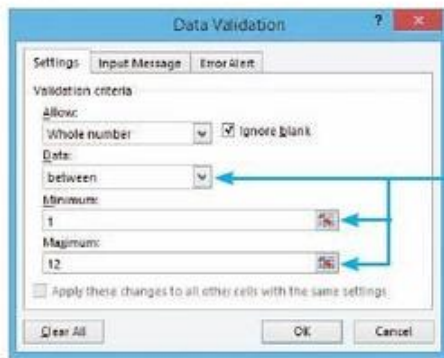 Data Validation
?
Settings Input Message Error Alert
Validation criteria
Allow:
Whole number
Ignore blank
Data:
between
Minimum:
1
Maximum:
12
Apply these changes to all other cells with the same settings
Clear All OK Cancel